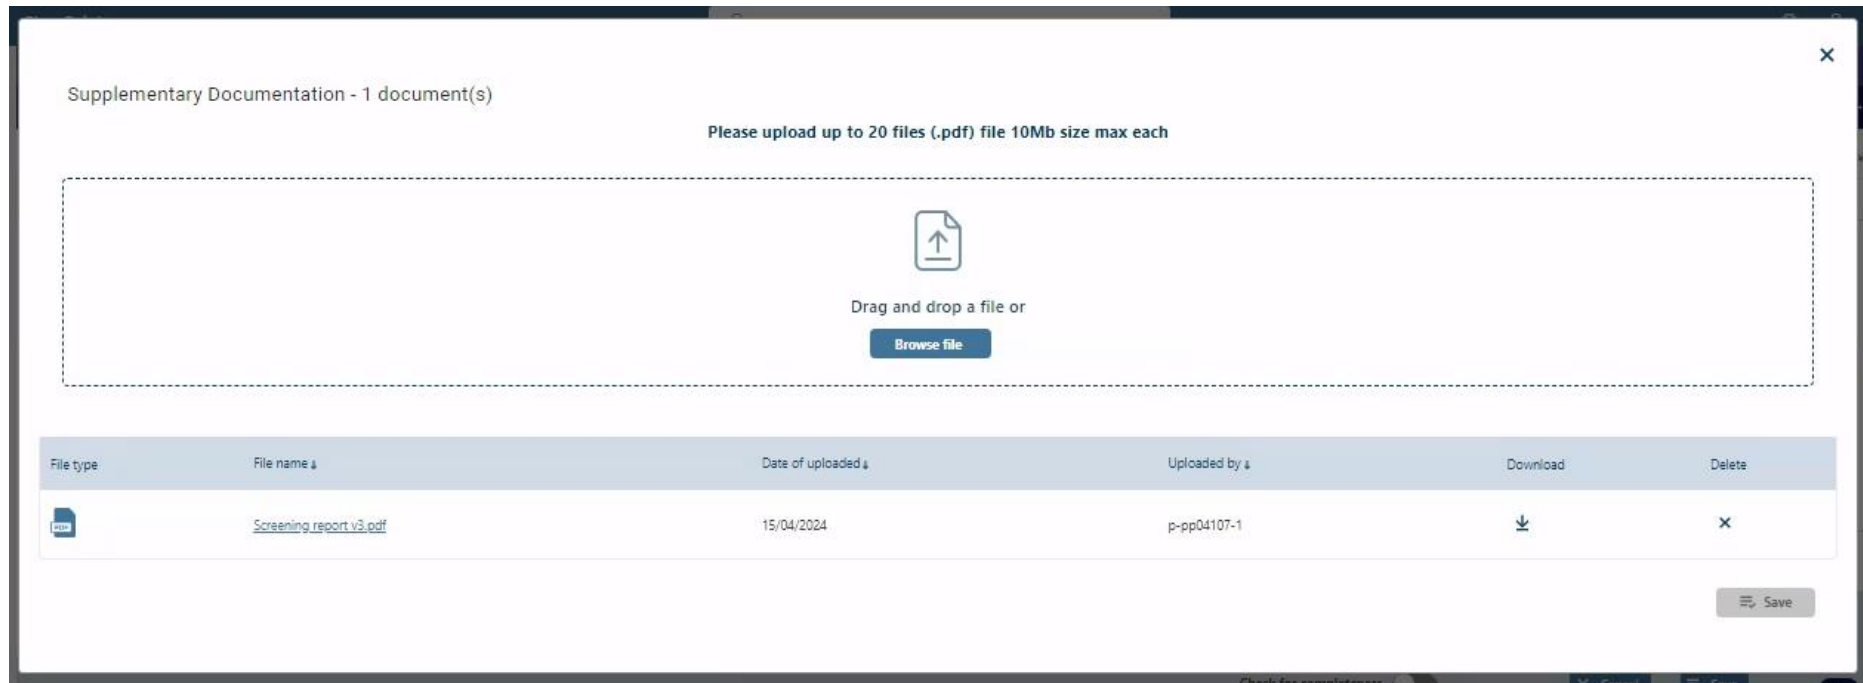 Supplementary Documentation - 1 document(s)
Please upload up to 20 files (.pdf) file 10Mb size max each
Drag and drop a file or
Browse file
File type File name Date of uploaded Uploaded by Download Delete
PDF Screening report v3.pdf 15/04/2024 p-pp04107-1
Save